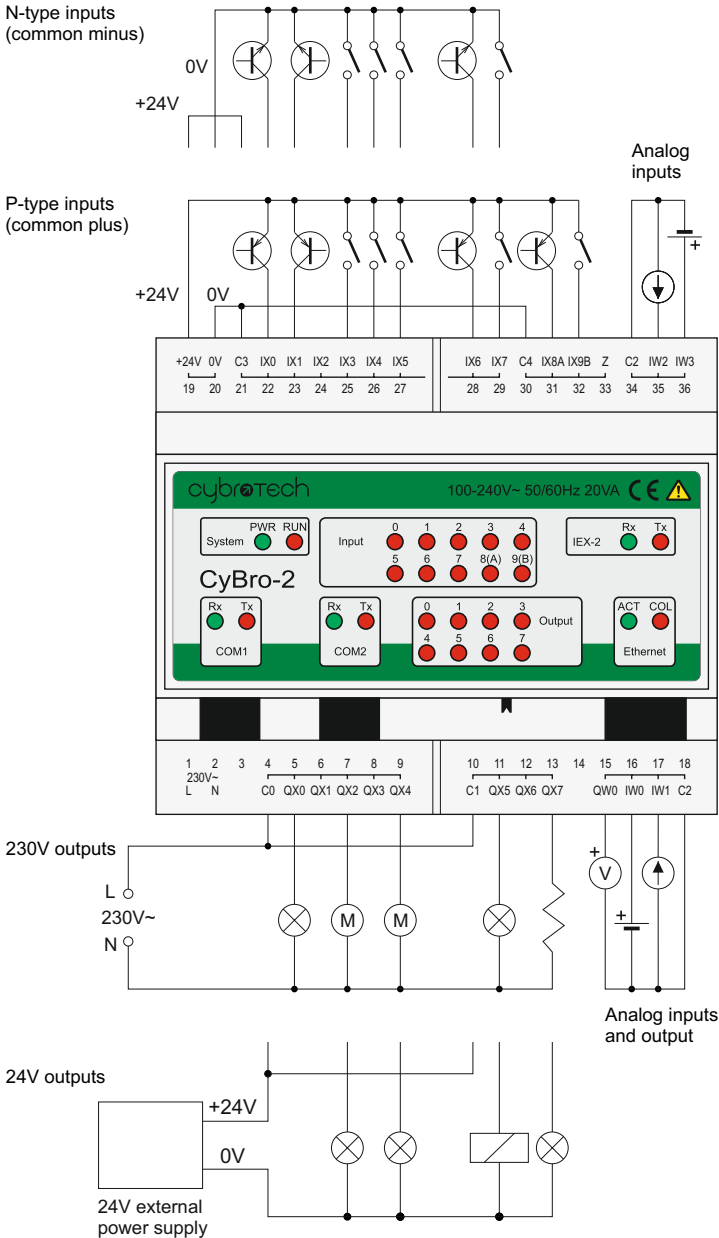 N-type inputs
(common minus)
0V
+24V
Analog
inputs
P-type inputs
(common plus)
+
+24V 0V
+24V 0V C3 IX0 IX1 IX2 IX3 IX4 IX5 IX6 IX7 C4 IX8A IX9B Z C2 IW2 IW3
19 20 21 22 23 24 25 26 27 28 29 30 31 32 33 34 35 36
cybrotech 100-240V~ 50/60Hz 20VA CE
System PWR RUN
Input 0 1 2 3 4
5 6 7 8(A) 9(B)
IEX-2 Rx Tx
CyBro-2
Rx Tx
COM1
Rx Tx
COM2
0 1 2 3 Output
4 5 6 7
ACT COL
Ethernet
1 2 3 4 5 6 7 8 9 10 11 12 13 14 15 16 17 18
230V~
L N C0 QX0 QX1 QX2 QX3 QX4 C1 QX5 QX6 QX7 QW0 IW0 IW1 C2
230V outputs
L
230V~
N
M M
+ V
+
Analog inputs
and output
24V outputs
+24V
0V
24V external
power supply